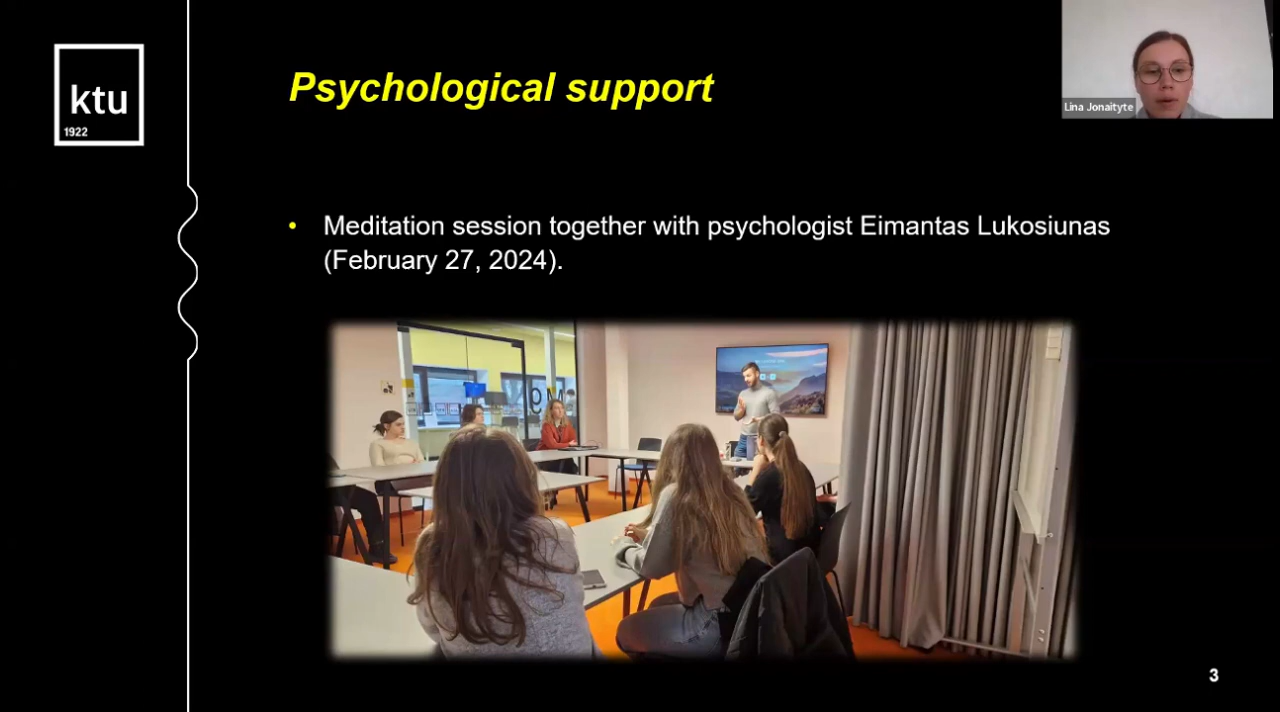 ktu
1922
Psychological support
Lina Jonaityte
• Meditation session together with psychologist Eimantas Lukosiunas
(February 27, 2024).
3